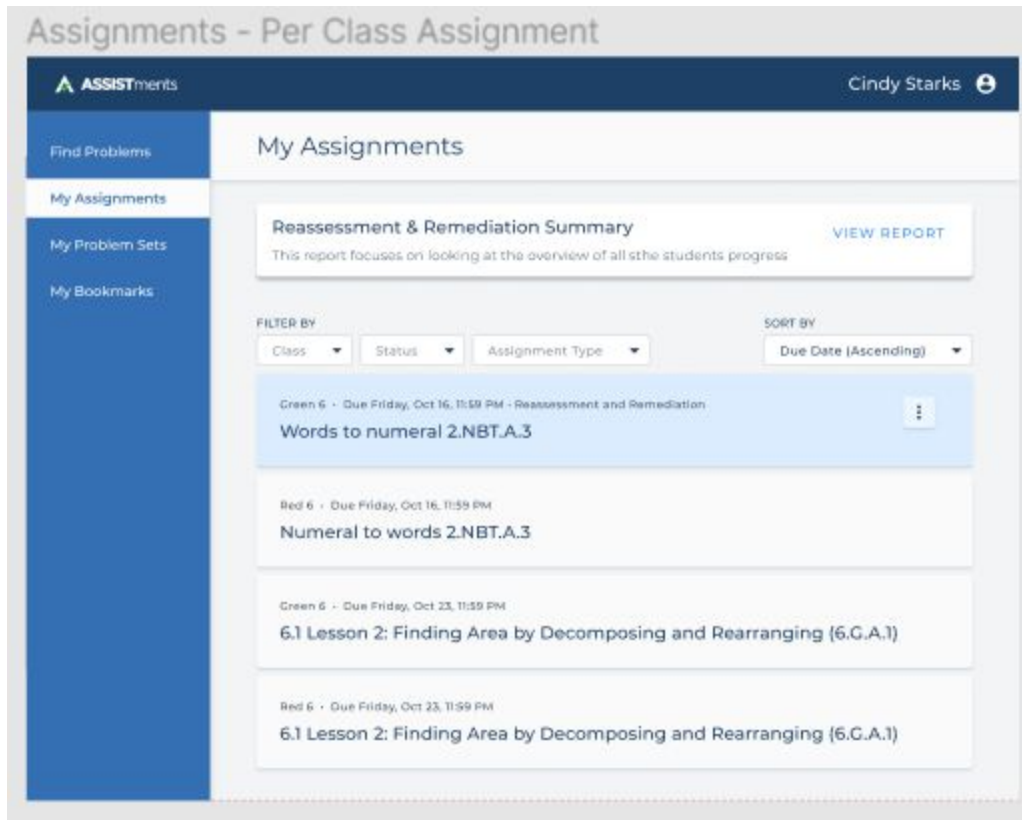 Assignments - Per Class Assignment
ASSISTments
Cindy Starks
Find Problems
My Assignments
My Problem Sets
My Bookmarks
My Assignments
Reassessment & Remediation Summary
This report focuses on looking at the overview of all sthe students progress
VIEW REPORT
FILTER BY
Class
Status
Assignment Type
SORT BY
Due Date (Ascending)
Green 6 • Due Friday, Oct 16, 11:59 PM - Reassessment and Remediation
Words to numeral 2.NBT.A.3
Red 6 • Due Friday, Oct 16, 11:59 PM
Numeral to words 2.NBT.A.3
Green 6 • Due Friday, Oct 23, 11:59 PM
6.1 Lesson 2: Finding Area by Decomposing and Rearranging (6.G.A.1)
Red 6 • Due Friday, Oct 23, 11:59 PM
6.1 Lesson 2: Finding Area by Decomposing and Rearranging (6.G.A.1)